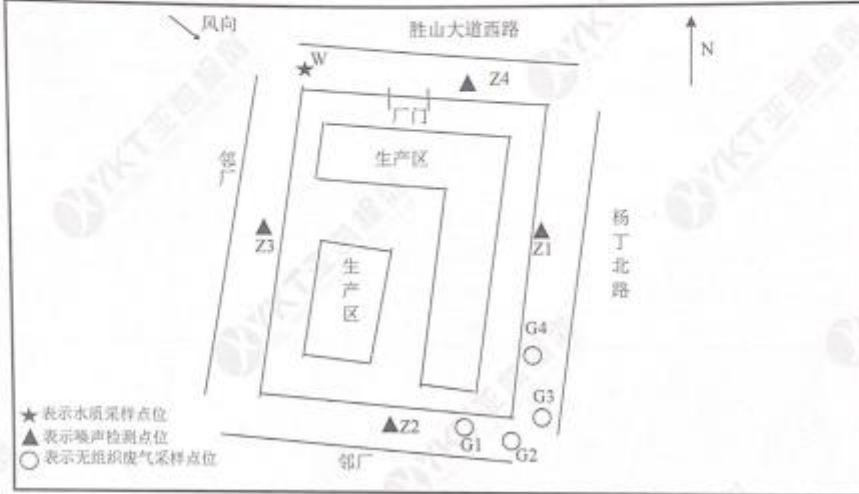 风向
胜山大道西路
N
W
Z4
厂门
生产区
邻厂
Z3
Z1
杨丁北路
生产区
G4
G3
Z2
G1
G2
邻厂
表示水质采样点位
表示噪声检测点位
表示无组织废气采样点位
YKT